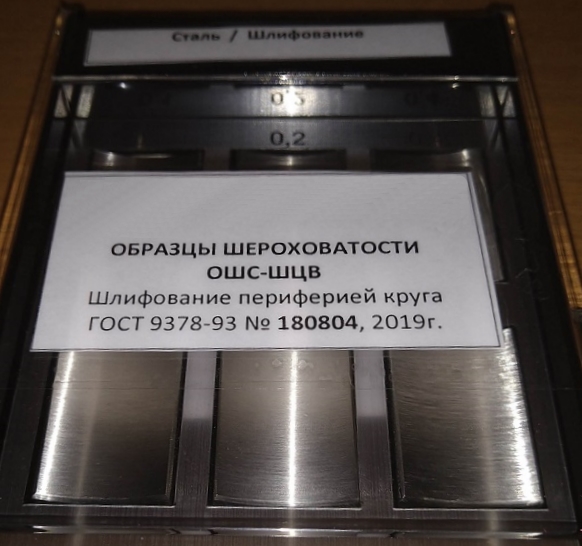 Сталь / Шлифование
0,2
ОБРАЗЦЫ ШЕРОХОВАТОСТИ
ОШС-ШЦВ
Шлифование периферией круга
ГОСТ 9378-93 № 180804, 2019г.